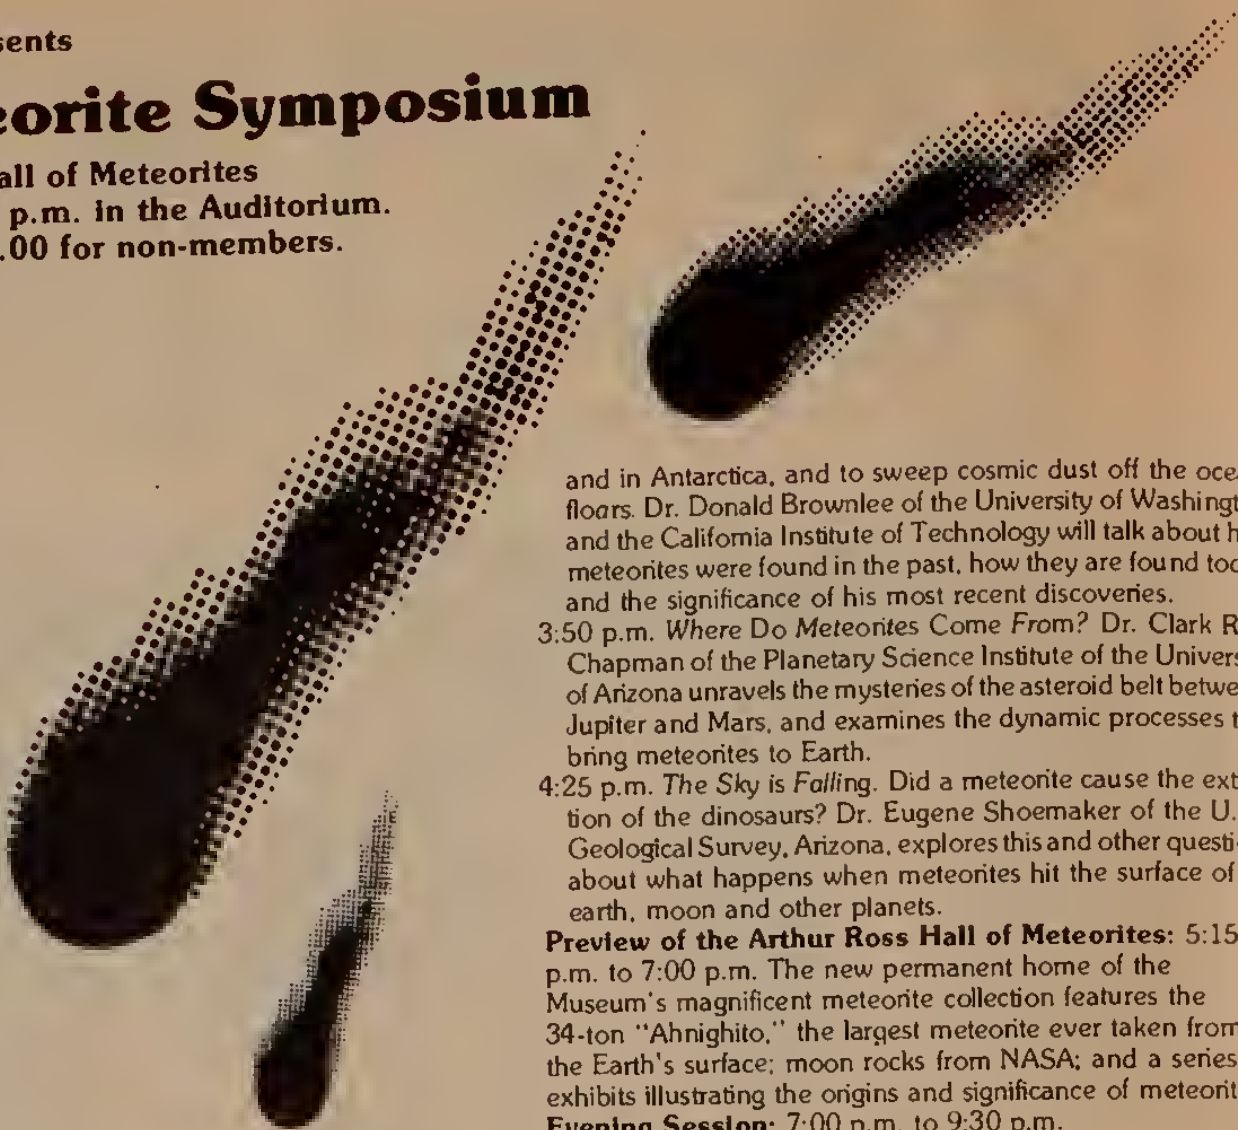 sents
eorite Symposium
all of Meteorites
p.m. in the Auditorium.
.00 for non-members.
and in Antarctica, and to sweep cosmic dust off the oce
floors. Dr. Donald Brownlee of the University of Washingt
and the California Institute of Technology will talk about h
meteorites were found in the past, how they are found too
and the significance of his most recent discoveries.
3:50 p.m. Where Do Meteorites Come From? Dr. Clark R
Chapman of the Planetary Science Institute of the Univers
of Arizona unravels the mysteries of the asteroid belt betwe
Jupiter and Mars, and examines the dynamic processes t
bring meteorites to Earth.
4:25 p.m. The Sky is Falling. Did a meteorite cause the ext
tion of the dinosaurs? Dr. Eugene Shoemaker of the U.
Geological Survey, Arizona, explores this and other questi
about what happens when meteorites hit the surface of
earth, moon and other planets.
Preview of the Arthur Ross Hall of Meteorites: 5:15
p.m. to 7:00 p.m. The new permanent home of the
Museum's magnificent meteorite collection features the
34-ton "Ahnighito," the largest meteorite ever taken from
the Earth's surface; moon rocks from NASA; and a series
exhibits illustrating the origins and significance of meteorit
Evening Session: 7:00 p.m. to 9:30 p.m.